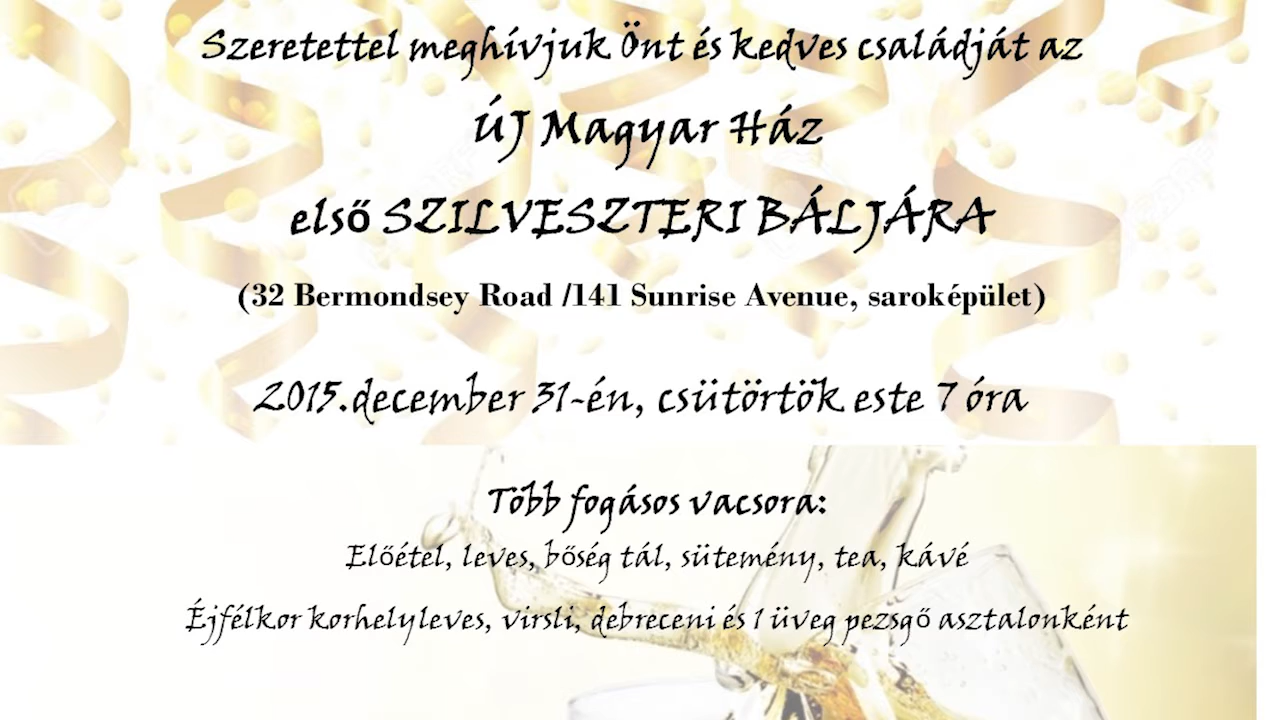 Szeretettel meghívjuk Önt és kedves családját az
ÚJ Magyar Ház
első SZILVESZTERI BÁLJÁRA
(32 Bermondsey Road /141 Sunrise Avenue, saroképület)
2015.december 31-én, csütörtök este 7 óra
Több fogásos vacsora:
Előétel, leves, bőség tál, sütemény, tea, kávé
Éjfélkor korhelyleves, virsli, debreceni és 1 üveg pezsgő asztalonként